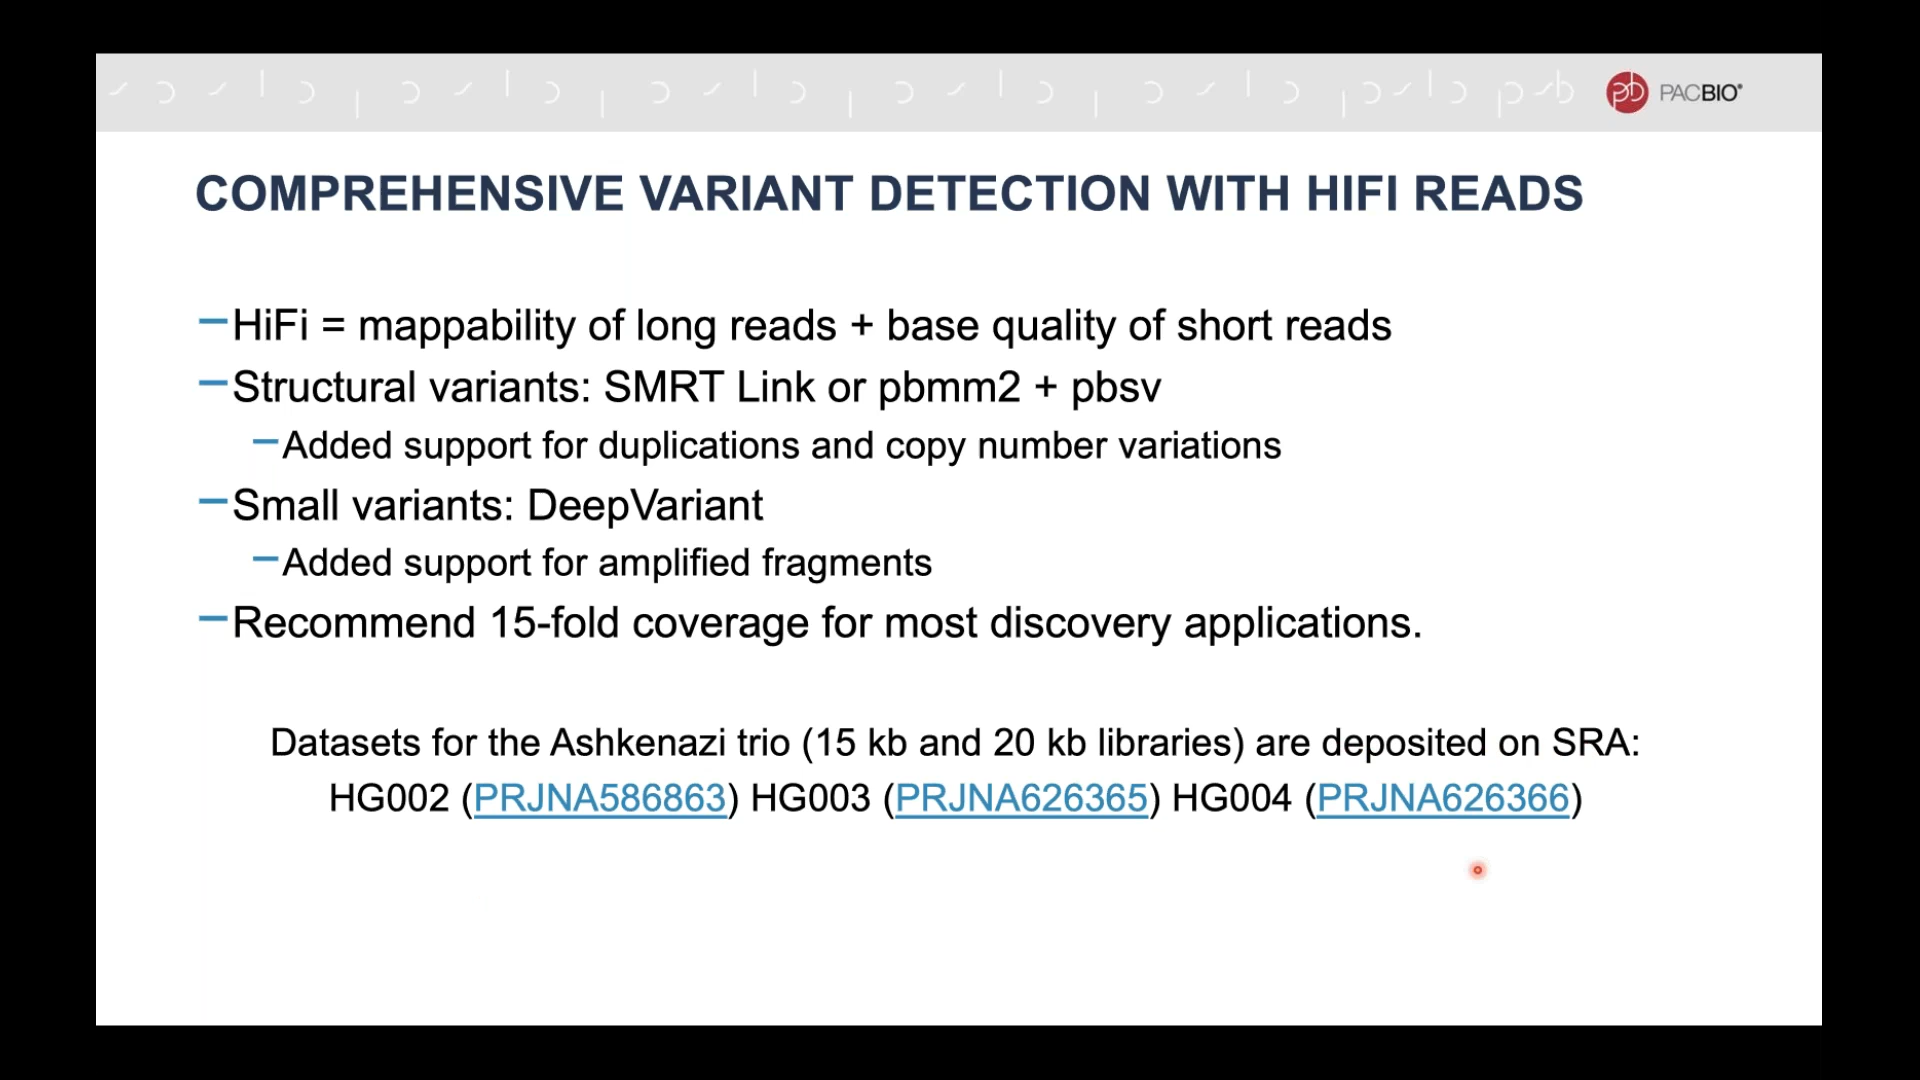 PACBIO®
COMPREHENSIVE VARIANT DETECTION WITH HIFI READS
–HiFi = mappability of long reads + base quality of short reads
–Structural variants: SMRT Link or pbmm2 + pbsv
–Added support for duplications and copy number variations
–Small variants: DeepVariant
–Added support for amplified fragments
–Recommend 15-fold coverage for most discovery applications.
Datasets for the Ashkenazi trio (15 kb and 20 kb libraries) are deposited on SRA:
HG002 (PRJNA586863) HG003 (PRJNA626365) HG004 (PRJNA626366)